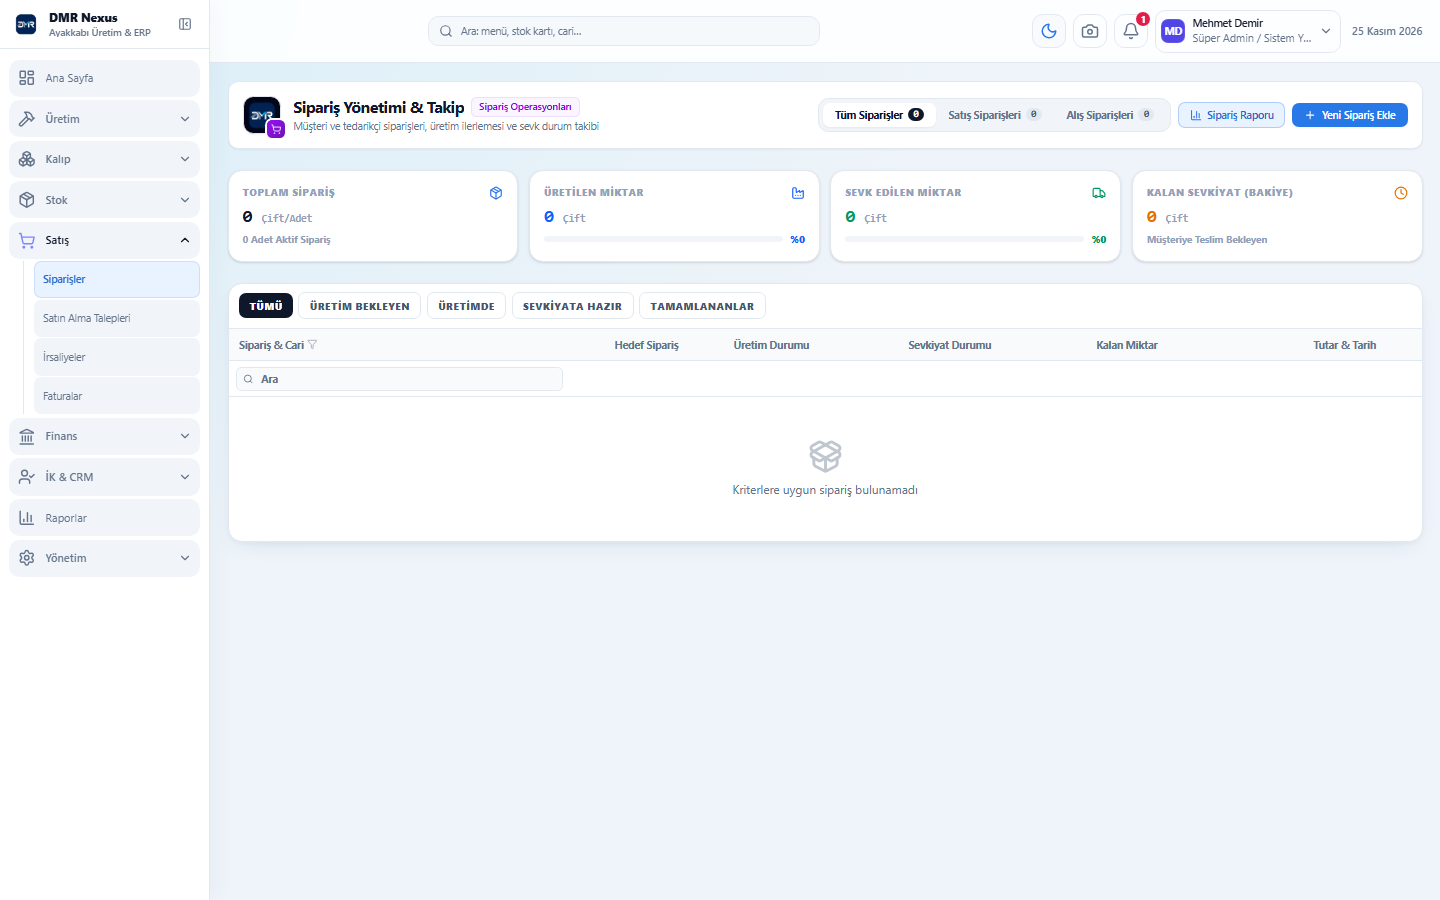 DMR Nexus
Ayakkabı Üretim & ERP
Ara: menü, stok kartı, cari...
1
MD
Mehmet Demir
Süper Admin / Sistem Y...
25 Kasım 2026
Ana Sayfa
Üretim
Kalıp
Stok
Satış
Siparişler
Satın Alma Talepleri
İrsaliyeler
Faturalar
Finans
İK & CRM
Raporlar
Yönetim
DMR
Sipariş Yönetimi & Takip
Sipariş Operasyonları
Müşteri ve tedarikçi siparişleri, üretim ilerlemesi ve sevk durum takibi
Tüm Siparişler 0
Satış Siparişleri 0
Alış Siparişleri 0
Sipariş Raporu
Yeni Sipariş Ekle
TOPLAM SİPARİŞ
0 Çift/Adet
0 Adet Aktif Sipariş
ÜRETİLEN MİKTAR
0 Çift
%0
SEVK EDİLEN MİKTAR
0 Çift
%0
KALAN SEVKİYAT (BAKİYE)
0 Çift
Müşteriye Teslim Bekleyen
TÜMÜ
ÜRETİM BEKLEYEN
ÜRETİMDE
SEVKİYATA HAZIR
TAMAMLANANLAR
Sipariş & Cari
Hedef Sipariş
Üretim Durumu
Sevkiyat Durumu
Kalan Miktar
Tutar & Tarih
Ara
Kriterlere uygun sipariş bulunamadı